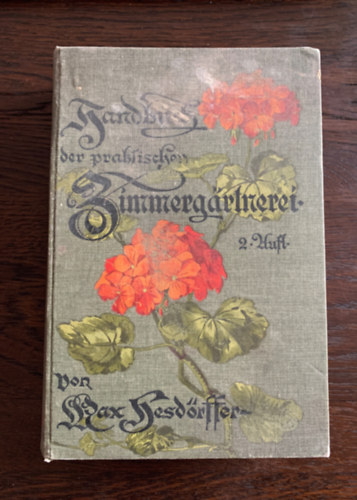 Handbuch
der praktischen
Zimmergärtnerei.
2. Aufl.
von
Max Hesdörffer